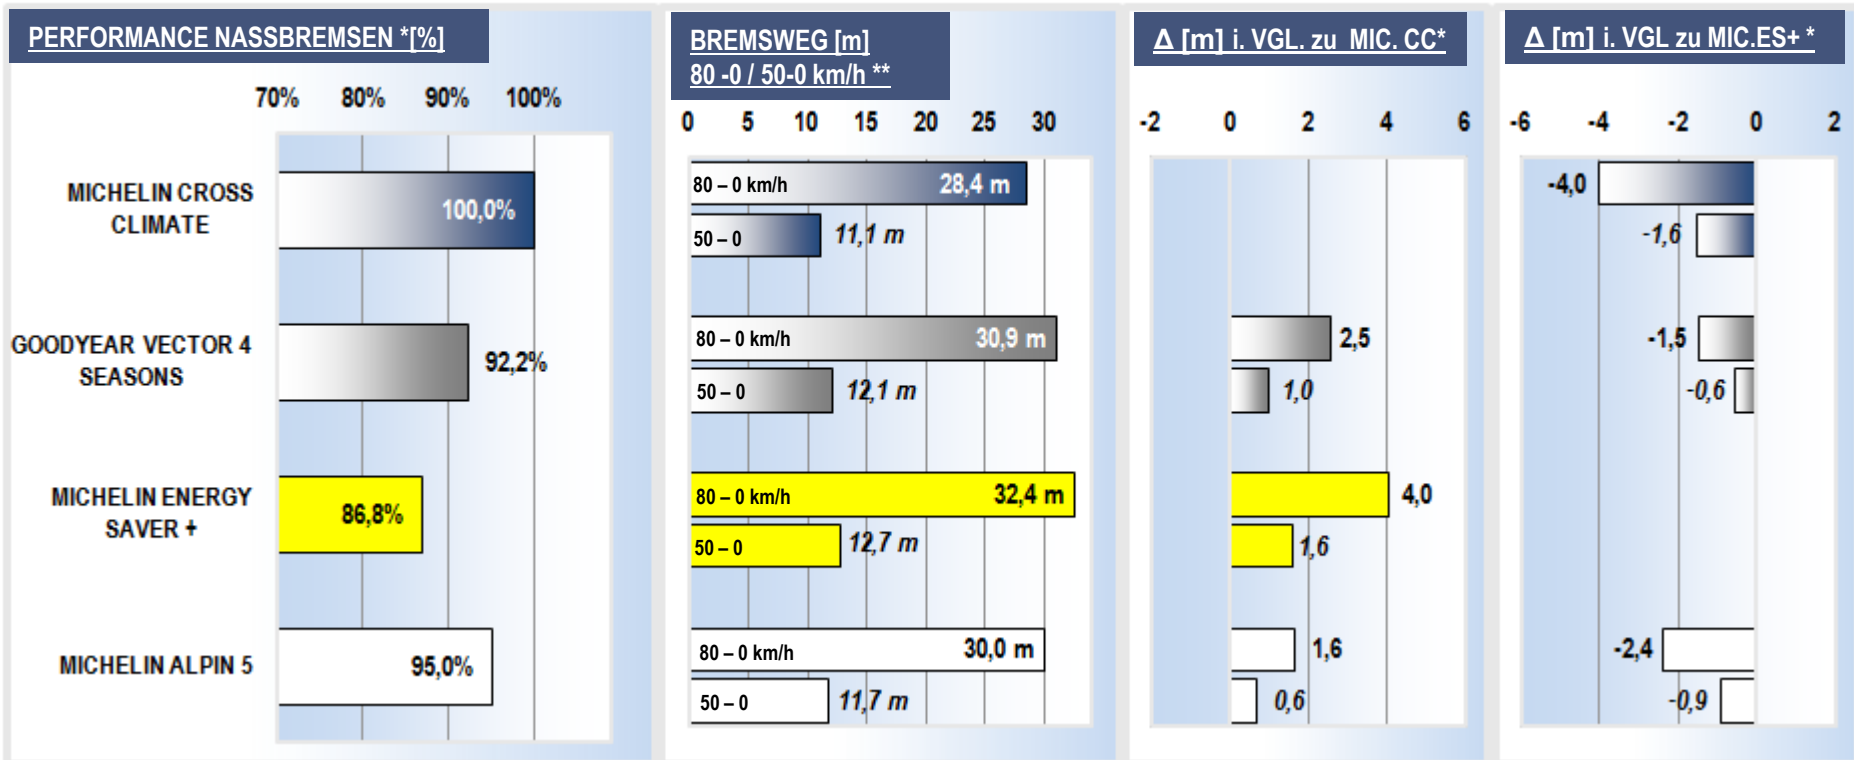 PERFORMANCE NASSBREMSEN *[%]
70% 80% 90% 100%
MICHELIN CROSS
CLIMATE
100,0%
GOODYEAR VECTOR 4
SEASONS
92,2%
MICHELIN ENERGY
SAVER +
86,8%
MICHELIN ALPIN 5
95,0%
BREMSWEG [m]
80 -0 / 50-0 km/h **
0 5 10 15 20 25 30
80 – 0 km/h 28,4 m
50 – 0 11,1 m
80 – 0 km/h 30,9 m
50 – 0 12,1 m
80 – 0 km/h 32,4 m
50 – 0 12,7 m
80 – 0 km/h 30,0 m
50 – 0 11,7 m
Δ [m] i. VGL. zu MIC. CC*
-2 0 2 4 6
2,5
1,0
4,0
1,6
1,6
0,6
Δ [m] i. VGL zu MIC.ES+ *
-6 -4 -2 0 2
-4,0
-1,6
-1,5
-0,6
-2,4
-0,9